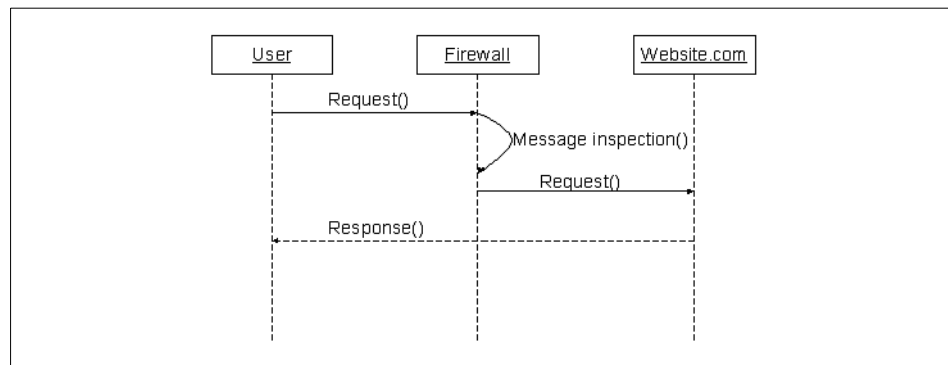 User
Firewall
Website.com
Request()
Message inspection()
Request()
Response()